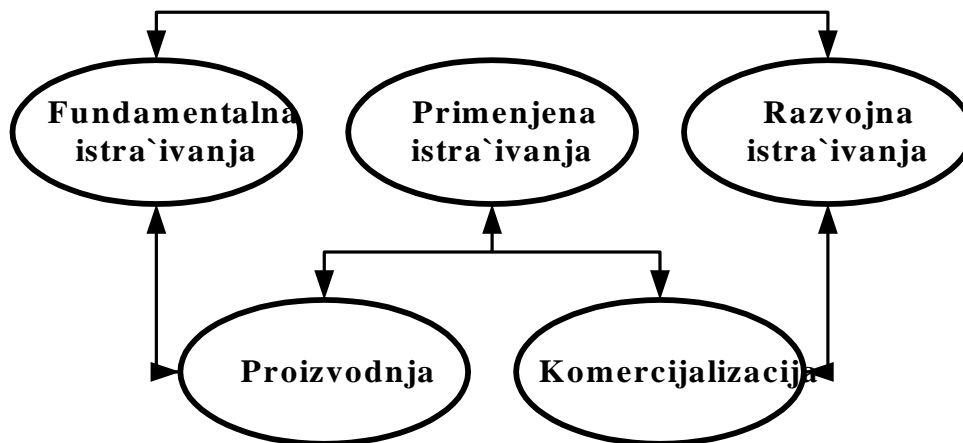 Fundamentalna
istra`ivanja
Primenjena
istra`ivanja
Razvojna
istra`ivanja
Proizvodnja
Komercijalizacija